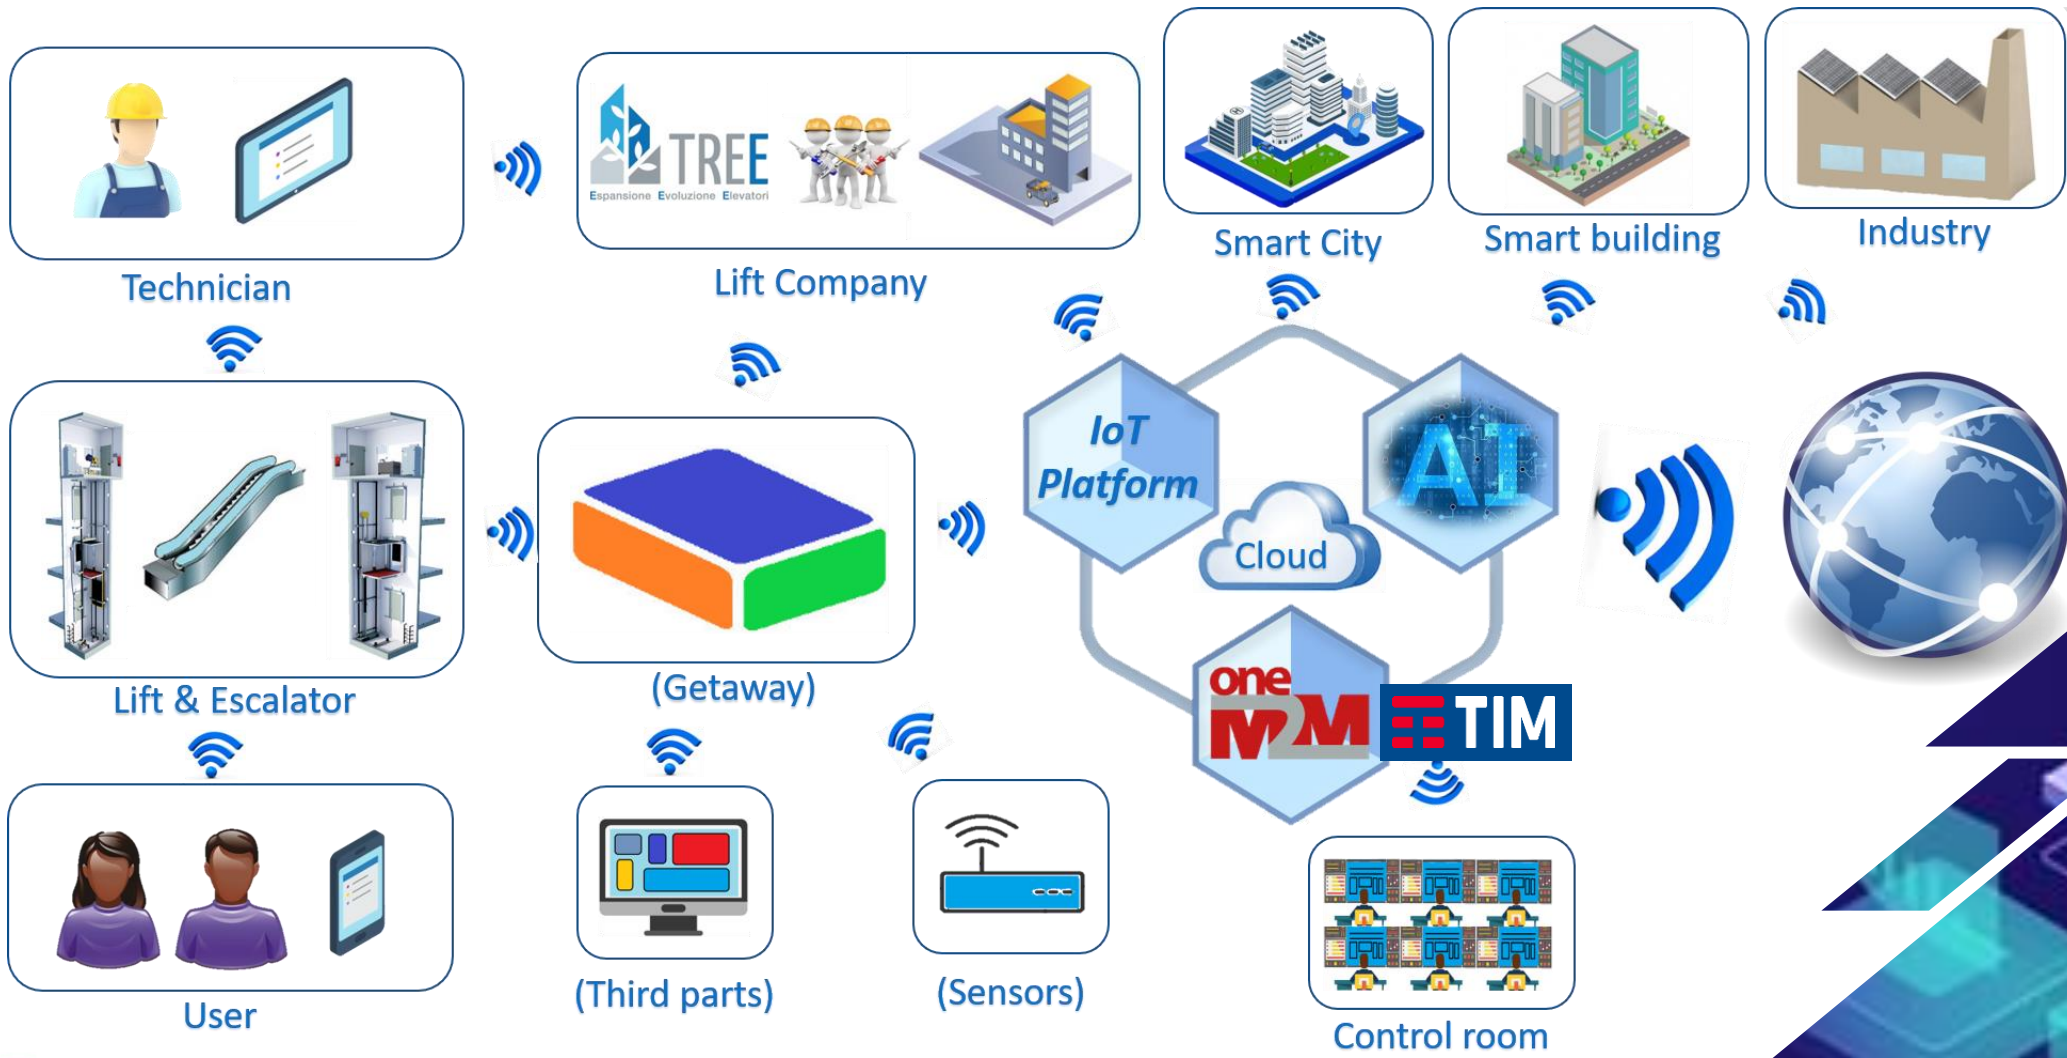 TREE
Espansione Evoluzione Elevatori
Smart City
Smart building
Industry
Technician
Lift Company
IoT
Platform
AI
Cloud
Lift & Escalator
(Getaway)
one
M2M
TIM
User
(Third parts)
(Sensors)
Control room